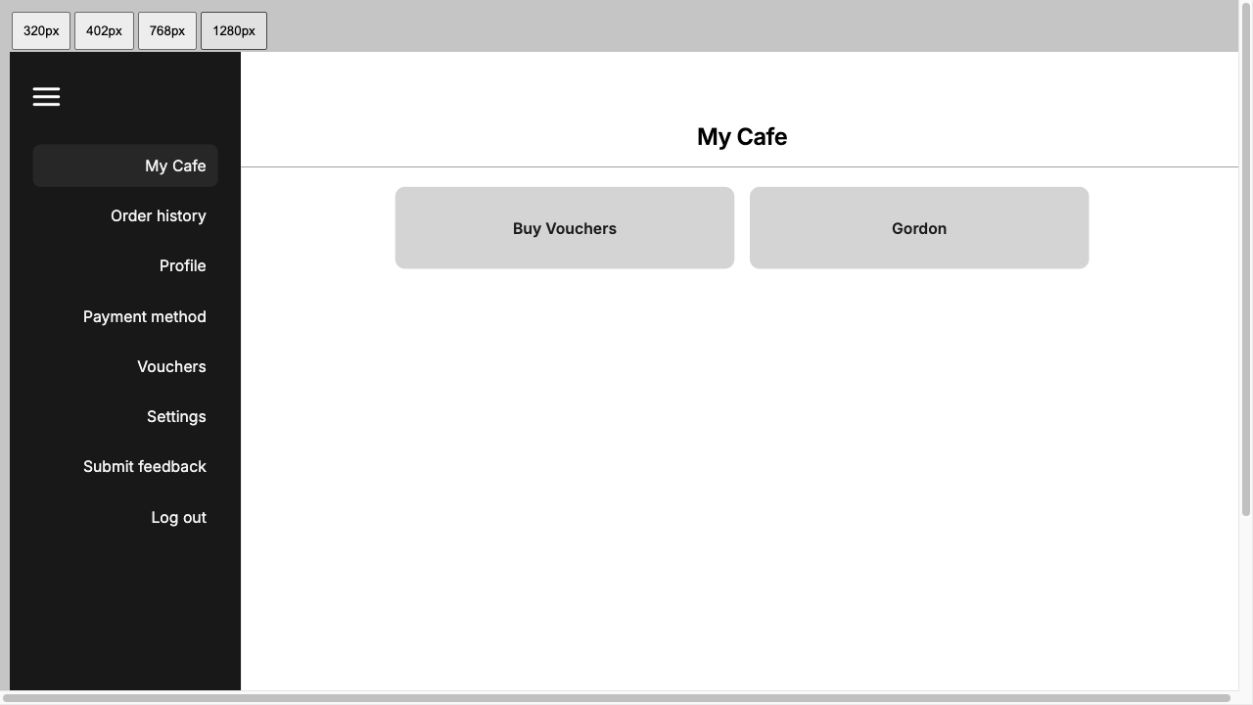 320px 402px 768px 1280px
My Cafe
Order history
Profile
Payment method
Vouchers
Settings
Submit feedback
Log out
My Cafe
Buy Vouchers
Gordon